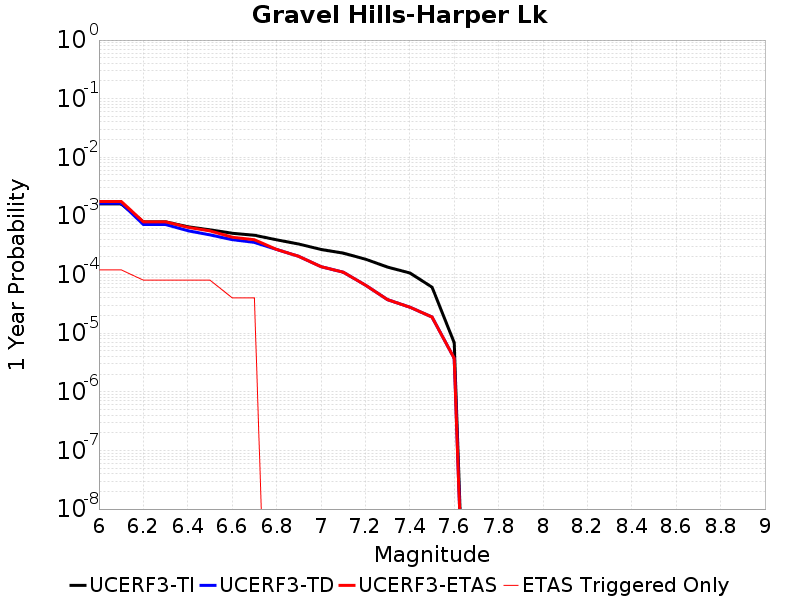 Gravel Hills-Harper Lk
1 Year Probability
10^0
10^-1
10^-2
10^-3
10^-4
10^-5
10^-6
10^-7
10^-8
6 6.2 6.4 6.6 6.8 7 7.2 7.4 7.6 7.8 8 8.2 8.4 8.6 8.8 9
Magnitude
UCERF3-TI UCERF3-TD UCERF3-ETAS ETAS Triggered Only